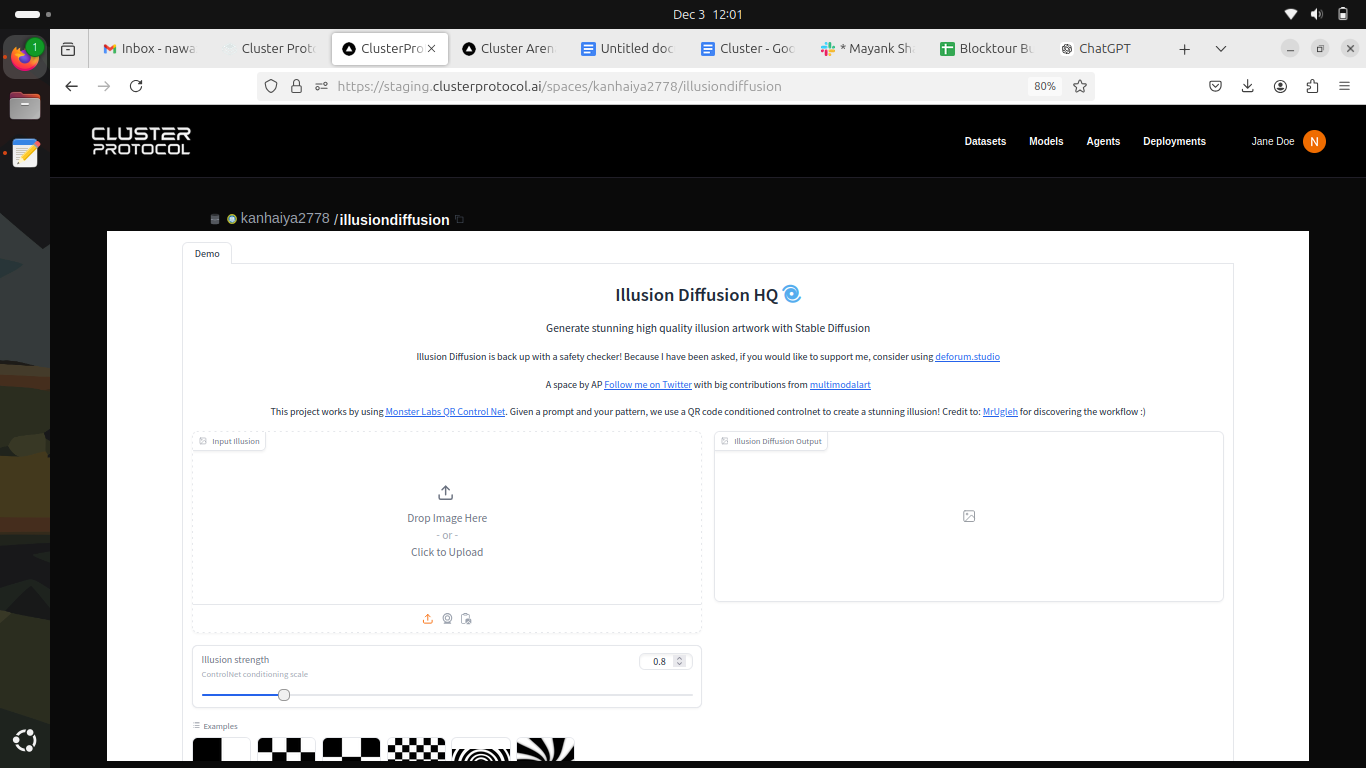 Dec 3 12:01
1
Inbox - nawa
Cluster Proto
ClusterPro
Cluster Aren
Untitled doc
Cluster - Goo
* Mayank Sha
Blocktour Bu
ChatGPT
https://staging.clusterprotocol.ai/spaces/kanhaiya2778/illusiondiffusion
80%
CLUSTER
PROTOCOL
Datasets
Models
Agents
Deployments
Jane Doe
N
kanhaiya2778 /illusiondiffusion
Demo
Illusion Diffusion HQ
Generate stunning high quality illusion artwork with Stable Diffusion
Illusion Diffusion is back up with a safety checker! Because I have been asked, if you would like to support me, consider using deforum.studio
A space by AP Follow me on Twitter with big contributions from multimodalart
This project works by using Monster Labs QR Control Net. Given a prompt and your pattern, we use a QR code conditioned controlnet to create a stunning illusion! Credit to: MrUgleh for discovering the workflow :)
Input Illusion
Drop Image Here
- or -
Click to Upload
Illusion Diffusion Output
Illusion strength
0.8
ControlNet conditioning scale
Examples